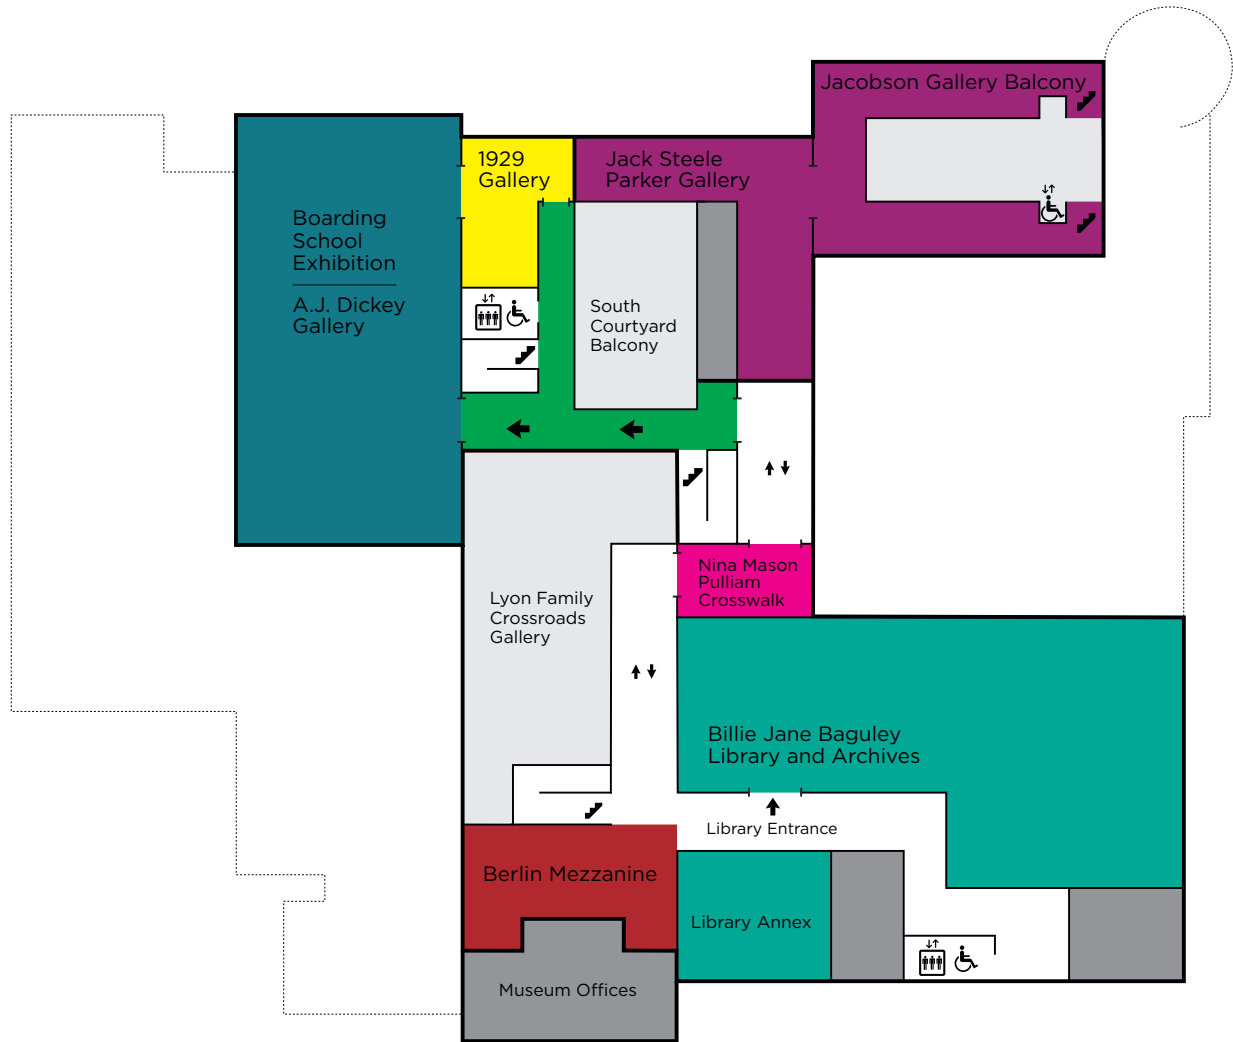 Jacobson Gallery Balcony
1929
Gallery
Jack Steele
Parker Gallery
Boarding
School
Exhibition
A.J. Dickey
Gallery
South
Courtyard
Balcony
Nina Mason
Pulliam
Crosswalk
Lyon Family
Crossroads
Gallery
Billie Jane Baguley
Library and Archives
Library Entrance
Berlin Mezzanine
Library Annex
Museum Offices